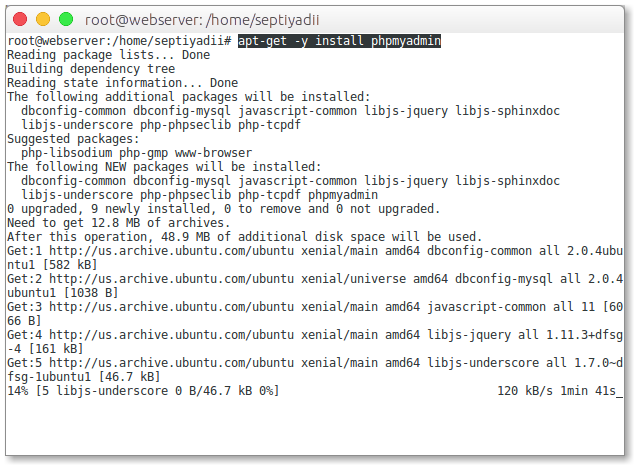 root@webserver: /home/septiyadii
root@webserver:/home/septiyadii# apt-get -y install phpmyadmin
Reading package lists... Done
Building dependency tree
Reading state information... Done
The following additional packages will be installed:
  dbconfig-common dbconfig-mysql javascript-common libjs-jquery libjs-sphinxdoc
  libjs-underscore php-phpseclib php-tcpdf
Suggested packages:
  php-libsodium php-gmp www-browser
The following NEW packages will be installed:
  dbconfig-common dbconfig-mysql javascript-common libjs-jquery libjs-sphinxdoc
  libjs-underscore php-phpseclib php-tcpdf phpmyadmin
0 upgraded, 9 newly installed, 0 to remove and 0 not upgraded.
Need to get 12.8 MB of archives.
After this operation, 48.9 MB of additional disk space will be used.
Get:1 http://us.archive.ubuntu.com/ubuntu xenial/main amd64 dbconfig-common all 2.0.4ubu
ntu1 [582 kB]
Get:2 http://us.archive.ubuntu.com/ubuntu xenial/universe amd64 dbconfig-mysql all 2.0.4
ubuntu1 [1038 B]
Get:3 http://us.archive.ubuntu.com/ubuntu xenial/main amd64 javascript-common all 11 [60
66 B]
Get:4 http://us.archive.ubuntu.com/ubuntu xenial/main amd64 libjs-jquery all 1.11.3+dfsg
-4 [161 kB]
Get:5 http://us.archive.ubuntu.com/ubuntu xenial/main amd64 libjs-underscore all 1.7.0~d
fsg-1ubuntu1 [46.7 kB]
14% [5 libjs-underscore 0 B/46.7 kB 0%] 120 kB/s 1min 41s_